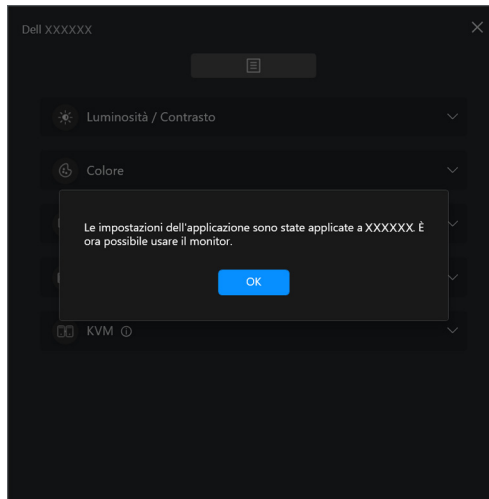 Dell XXXXXX
Luminosità / Contrasto
Colore
Le impostazioni dell'applicazione sono state applicate a XXXXXX. È
ora possibile usare il monitor.
OK
KVM